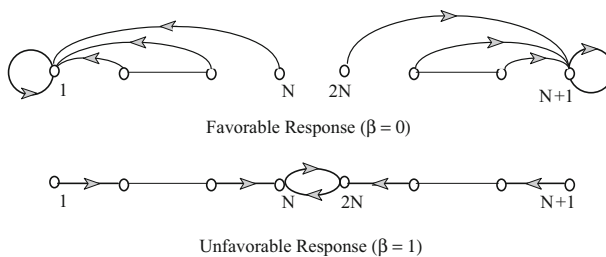 1 N 2N N+1
Favorable Response (β = 0)
1 N 2N N+1
Unfavorable Response (β = 1)